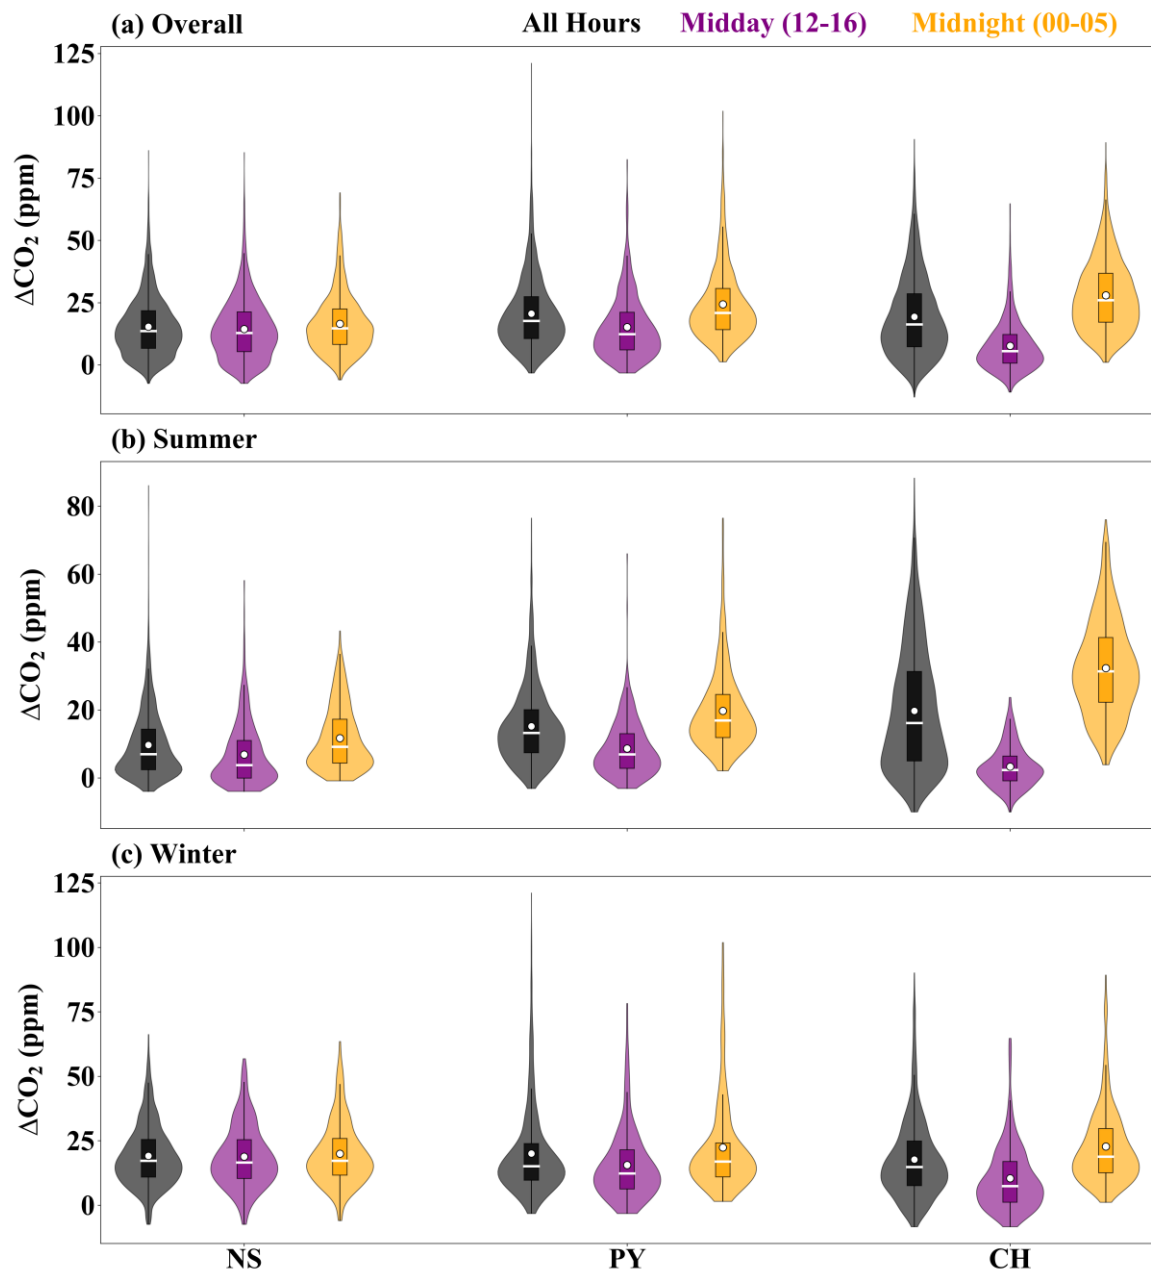 (a) Overall All Hours Midday (12-16) Midnight (00-05)
125
100
75
50
25
0
ΔCO₂ (ppm)
(b) Summer
80
60
40
20
0
ΔCO₂ (ppm)
(c) Winter
125
100
75
50
25
0
ΔCO₂ (ppm)
NS PY CH